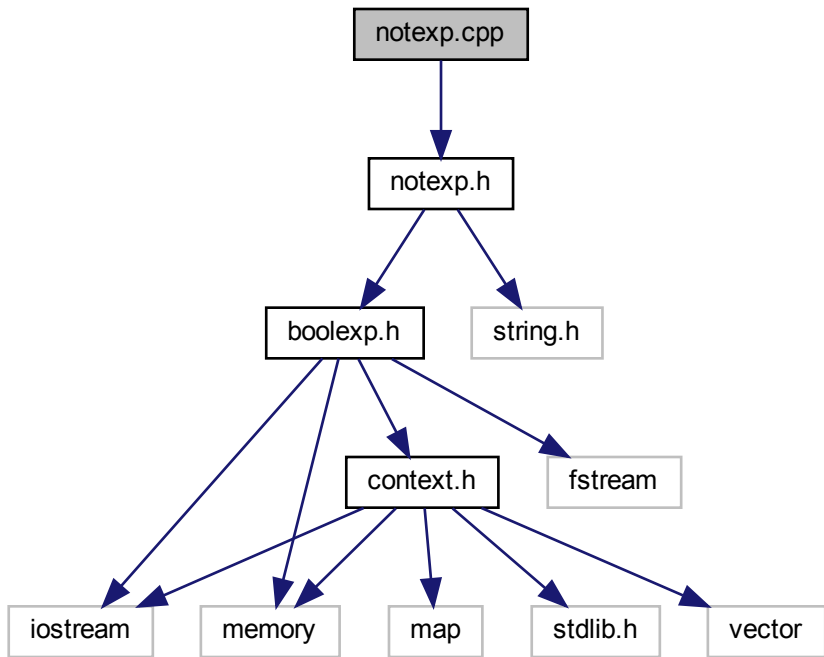 notexp.cpp
notexp.h
boolexp.h
string.h
context.h
fstream
iostream
memory
map
stdlib.h
vector